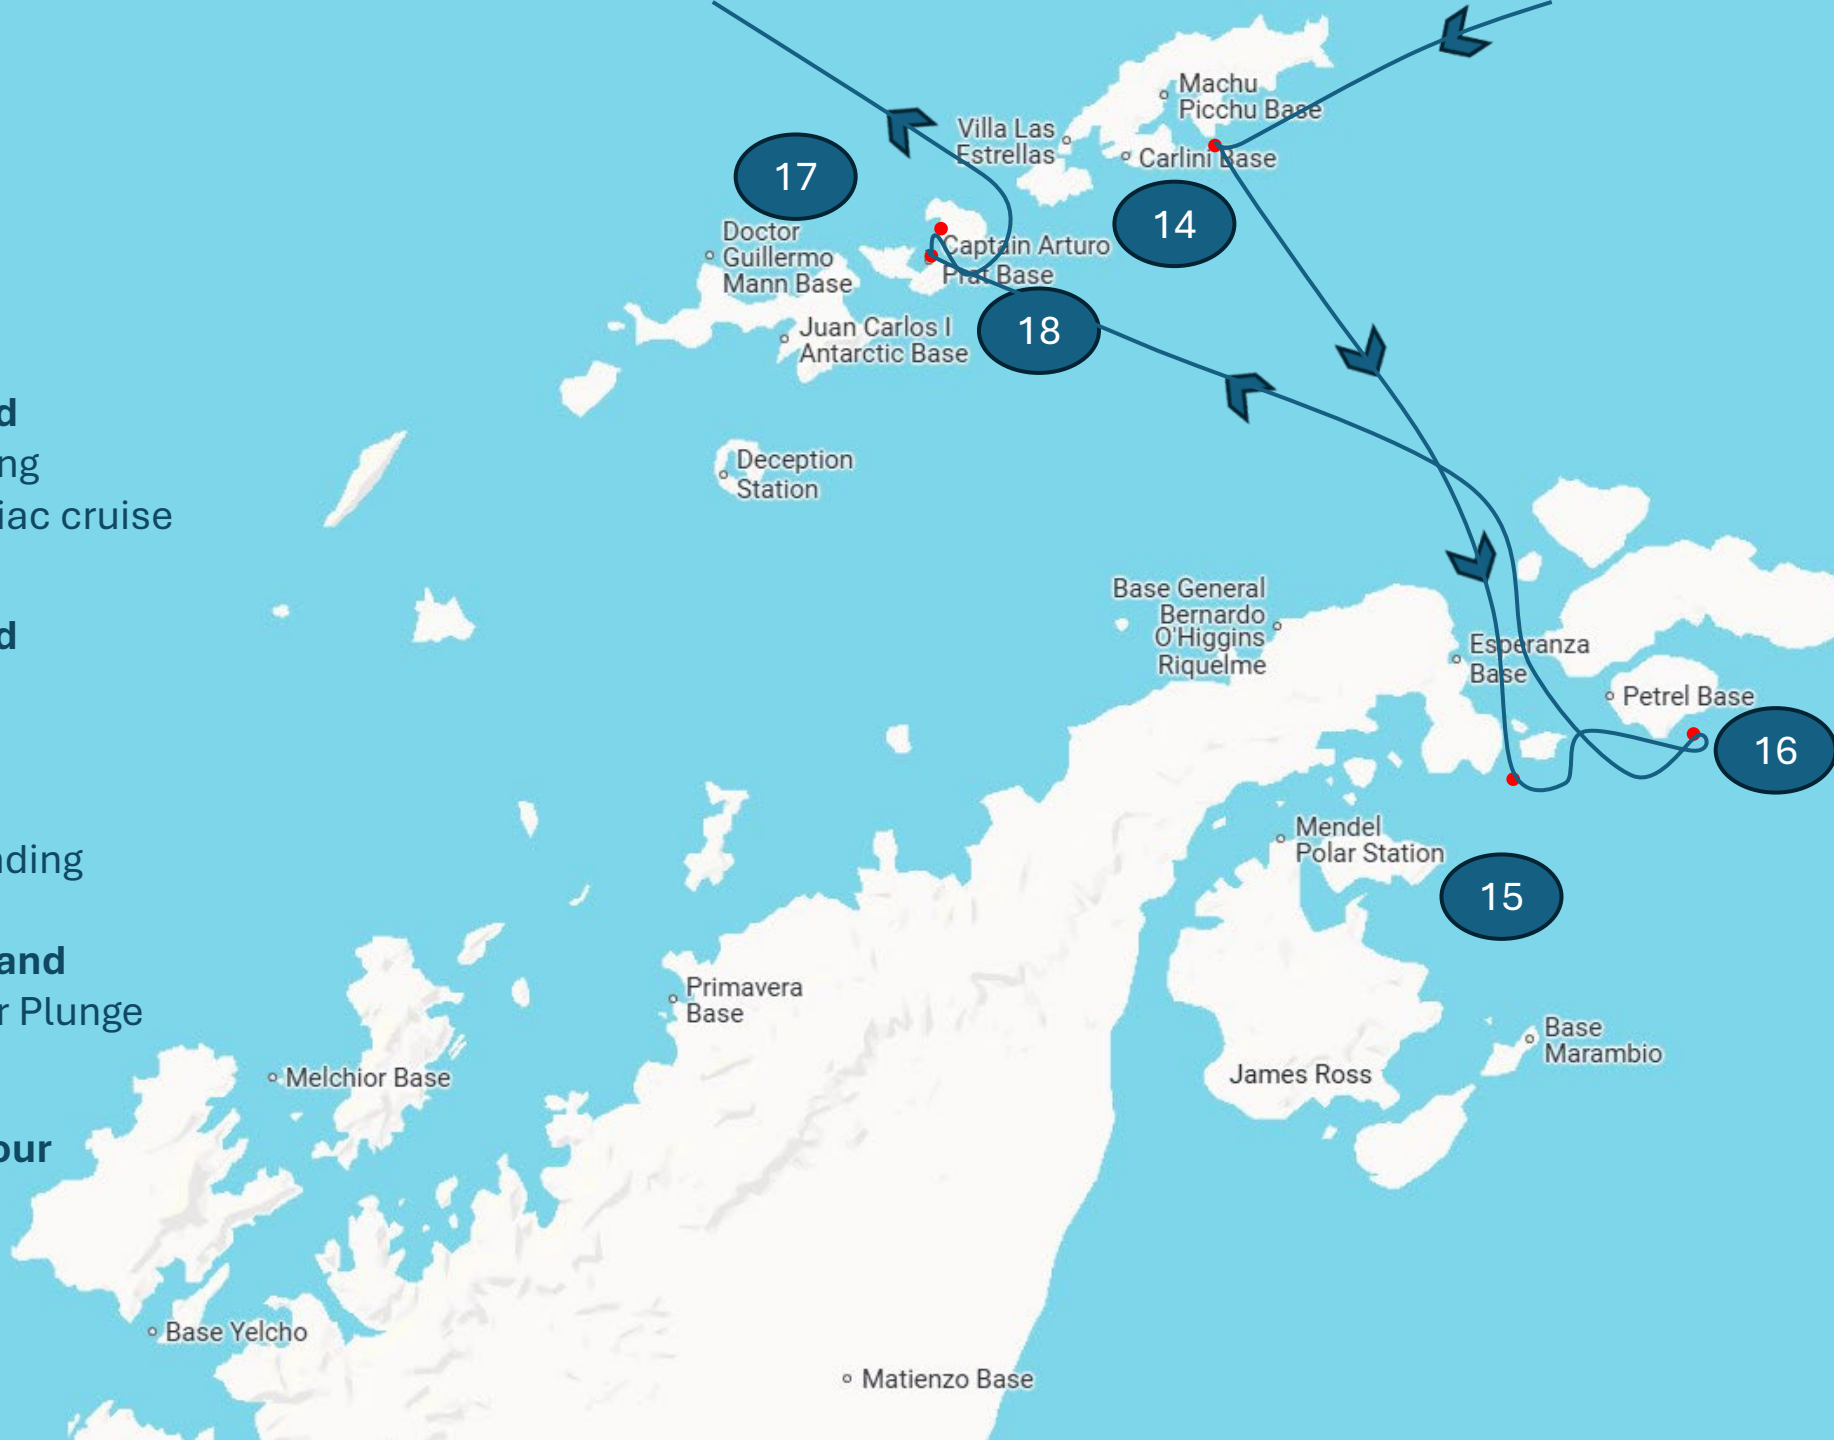 Machu
Picchu Base
Villa Las
Estrellas
Carlini Base
17
14
Doctor
Guillermo
Mann Base
Captain Arturo
Prat Base
18
Juan Carlos I
Antarctic Base
d
ng
iac cruise
Deception
Station
Base General
Bernardo
O'Higgins
Riquelme
d
Esperanza
Base
Petrel Base
16
nding
Mendel
Polar Station
15
and
r Plunge
Primavera
Base
Base
Marambio
Melchior Base
James Ross
our
Base Yelcho
Matienzo Base